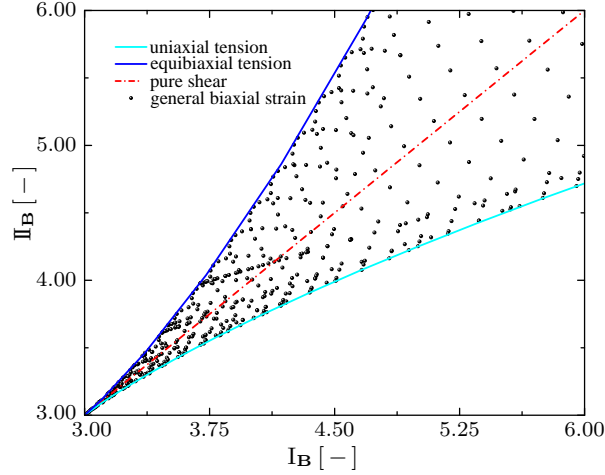 6.00
uniaxial tension
equibiaxial tension
pure shear
general biaxial strain
5.00
𝐈𝐈_𝐁 [ − ]
4.00
3.00
3.00 3.75 4.50 5.25 6.00
I_𝐁 [ − ]